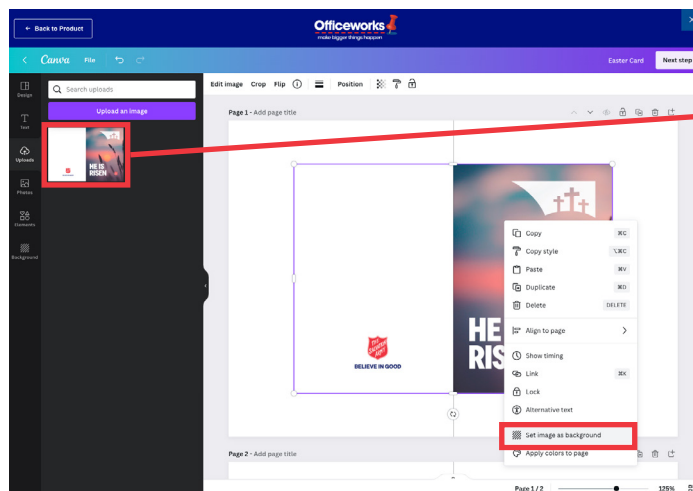 ← Back to Product
Officeworks
make bigger things happen
Canva File
Easter Card
Next step
Design
Text
Uploads
Photos
Elements
Background
Search uploads
Upload an image
HE IS
RISEN
Edit image Crop Flip
Position
Page 1 - Add page title
THE
SALVATION
ARMY
BELIEVE IN GOOD
HE
RIS
Copy ⌘C
Copy style ⌥⌘C
Paste ⌘V
Duplicate ⌘D
Delete DELETE
Align to page
Show timing
Link ⌘K
Lock
Alternative text
Set image as background
Apply colors to page
Page 2 - Add page title
Page 1 / 2
125%